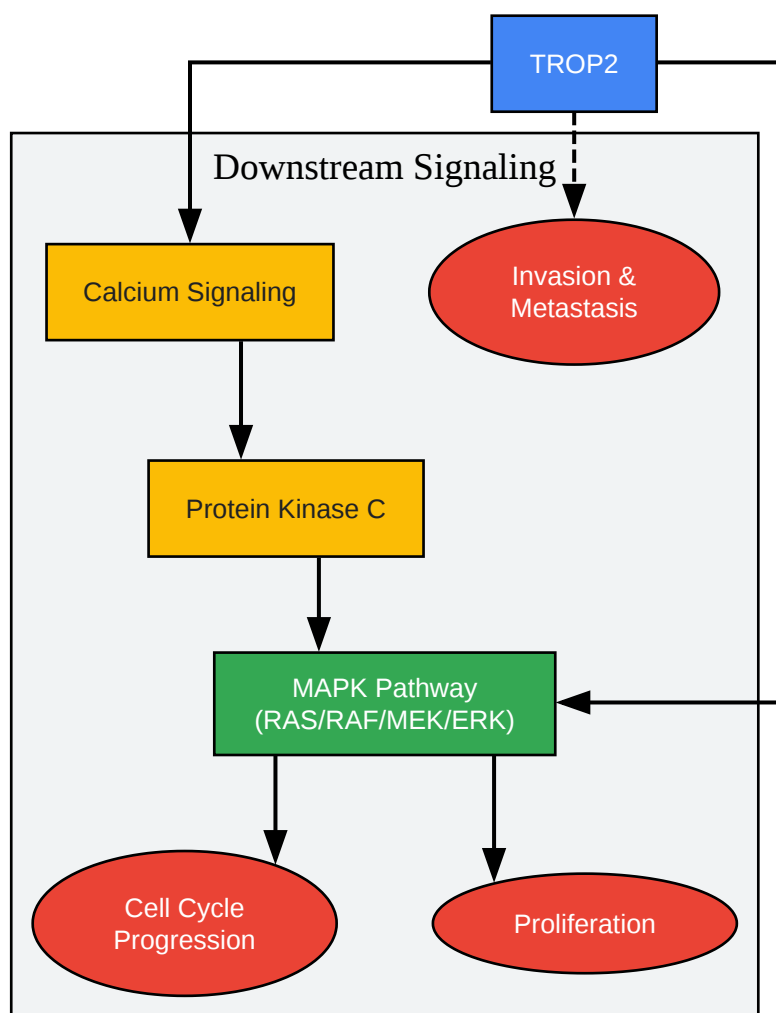 TROP2
Downstream Signaling
Calcium Signaling
Invasion &
Metastasis
Protein Kinase C
MAPK Pathway
(RAS/RAF/MEK/ERK)
Cell Cycle
Progression
Proliferation